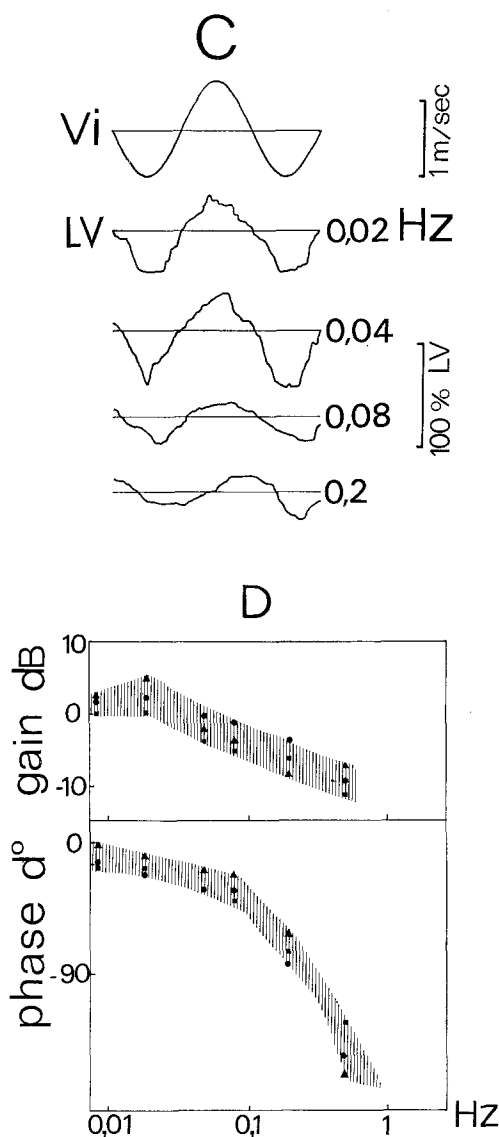 C
Vi
1 m/sec
LV
0,02 Hz
0,04
100 % LV
0,08
0,2
D
gain dB
10
0
-10
phase d°
0
-90
0,01
0,1
1
Hz